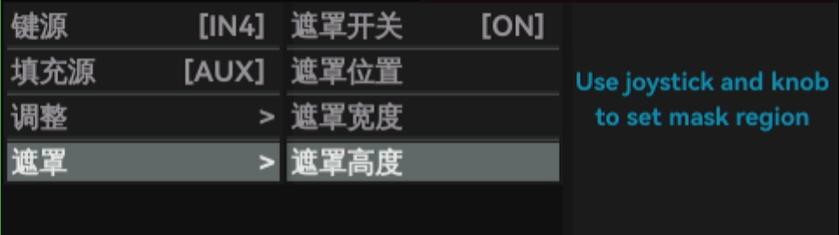 键源 [IN4]
填充源 [AUX]
调整 >
遮罩 >
遮罩开关 [ON]
遮罩位置
遮罩宽度
遮罩高度
Use joystick and knob
to set mask region